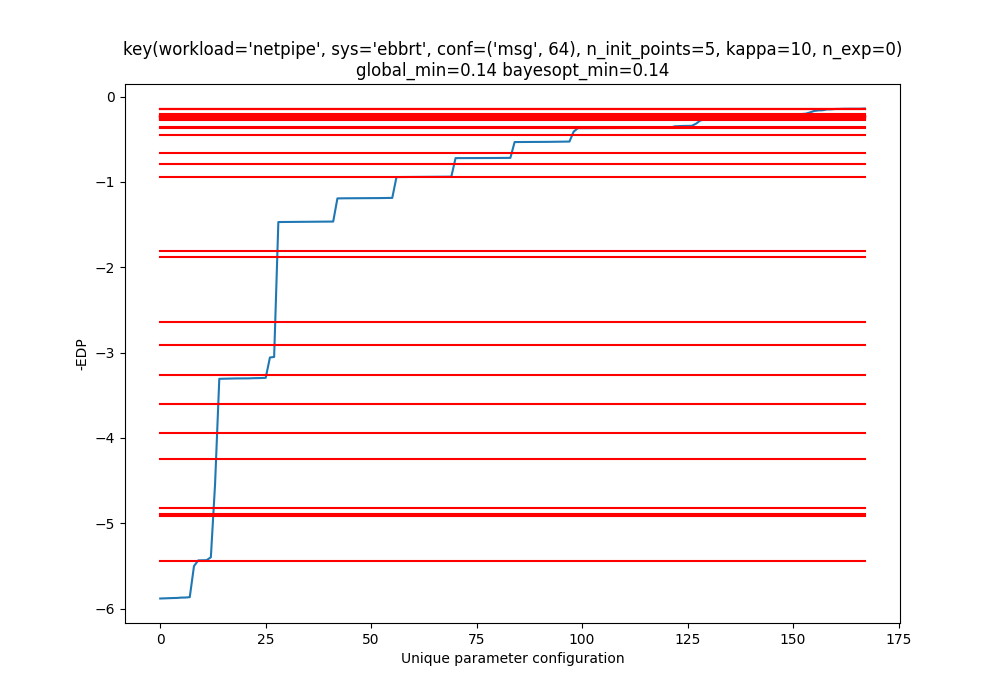 key(workload='netpipe', sys='ebbrt', conf=('msg', 64), n_init_points=5, kappa=10, n_exp=0)
global_min=0.14 bayesopt_min=0.14
0
−1
−2
−3
−4
−5
−6
-EDP
0 25 50 75 100 125 150 175
Unique parameter configuration